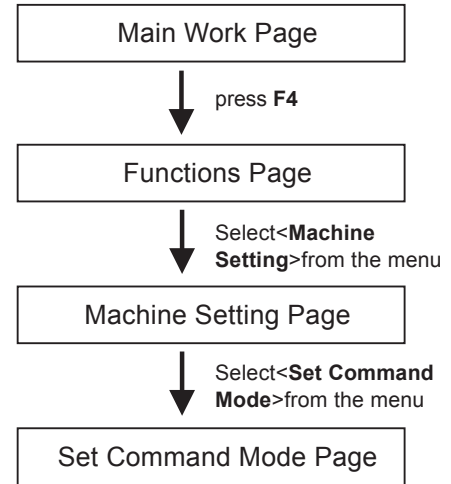 Main Work Page
press F4
Functions Page
Select<Machine
Setting>from the menu
Machine Setting Page
Select<Set Command
Mode>from the menu
Set Command Mode Page